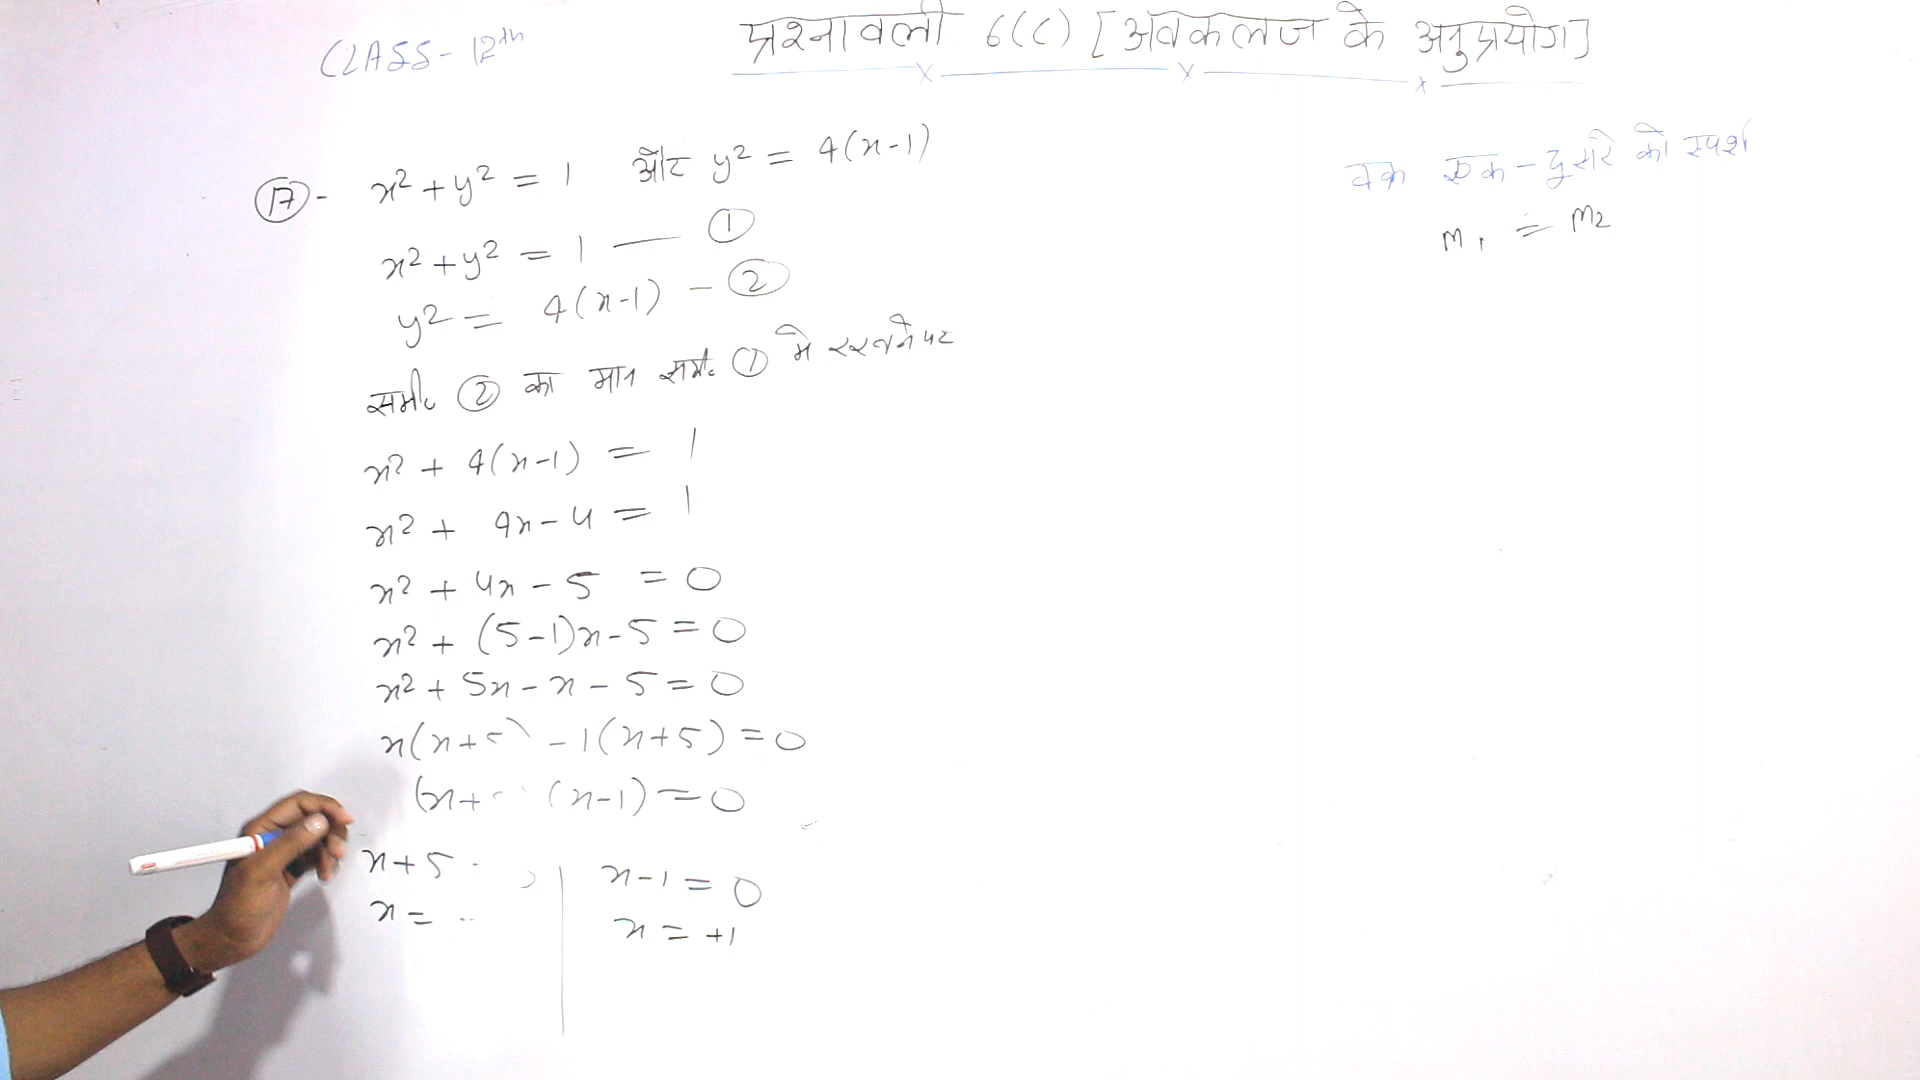 CLASS-12th
प्रश्नावली 6(C) [अवकलज के अनुप्रयोग]
17- x² + y² = 1 और y² = 4(x-1)
x² + y² = 1 — 1
y² = 4(x-1) - 2
समी. 2 का मान समी. 1 मे रखने पर
x² + 4(x-1) = 1
x² + 4x - 4 = 1
x² + 4x - 5 = 0
x² + (5-1)x - 5 = 0
x² + 5x - x - 5 = 0
x(x+5) - 1(x+5) = 0
(x+ (x-1) = 0
x+5
x =
x-1 = 0
x = +1
वक्र एक-दुसरे को स्पर्श
m₁ = m₂